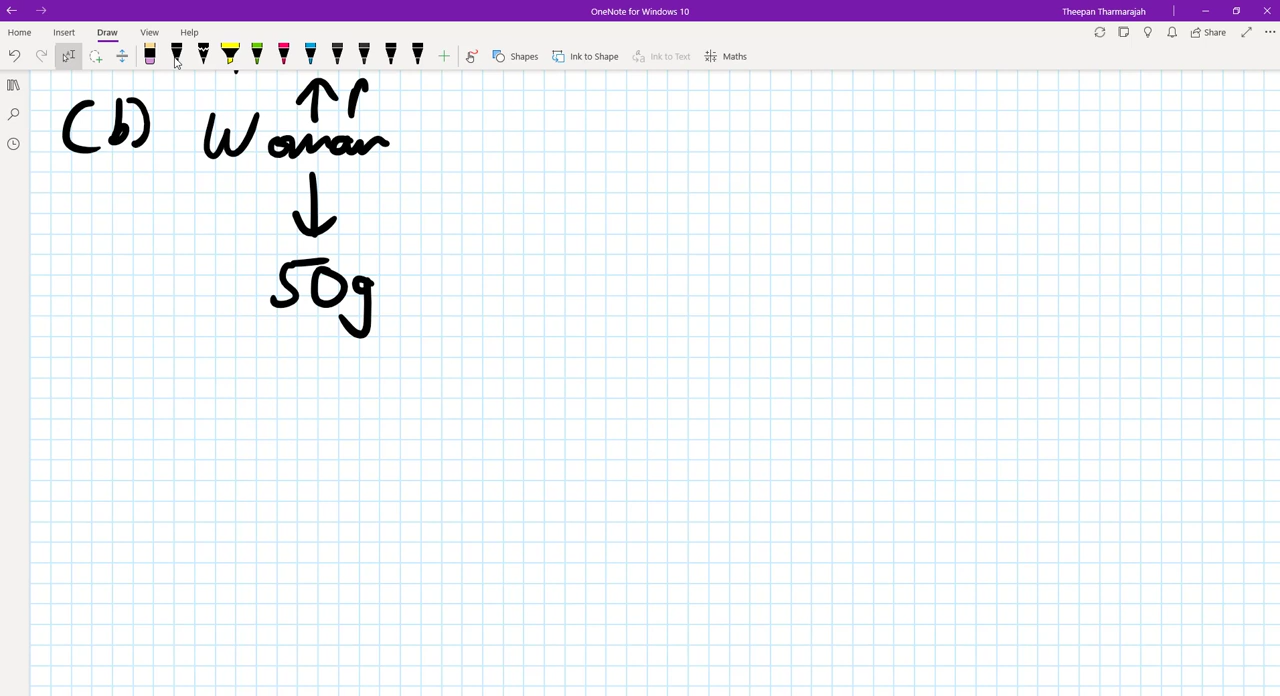 OneNote for Windows 10
Theepan Tharmarajah
Home Insert Draw View Help
Share
Shapes Ink to Shape Ink to Text Maths
(b) Woman
50g